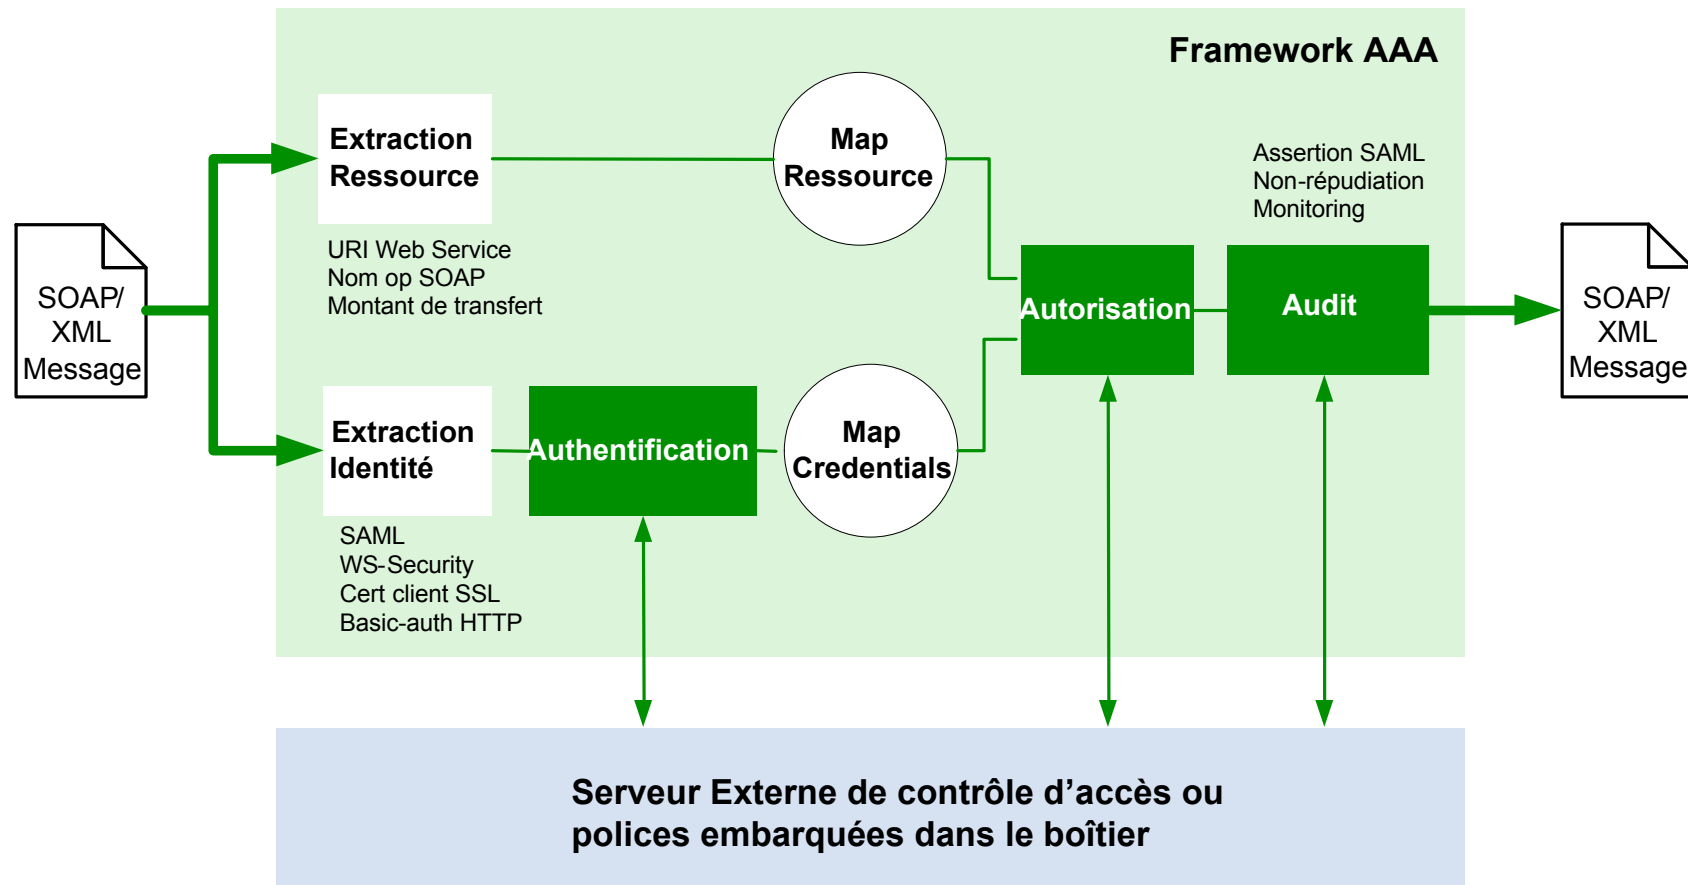 Framework AAA
SOAP/
XML
Message
Extraction
Ressource
URI Web Service
Nom op SOAP
Montant de transfert
Map
Ressource
Extraction
Identité
SAML
WS-Security
Cert client SSL
Basic-auth HTTP
Authentification
Map
Credentials
Autorisation
Assertion SAML
Non-répudiation
Monitoring
Audit
SOAP/
XML
Message
Serveur Externe de contrôle d’accès ou
polices embarquées dans le boîtier